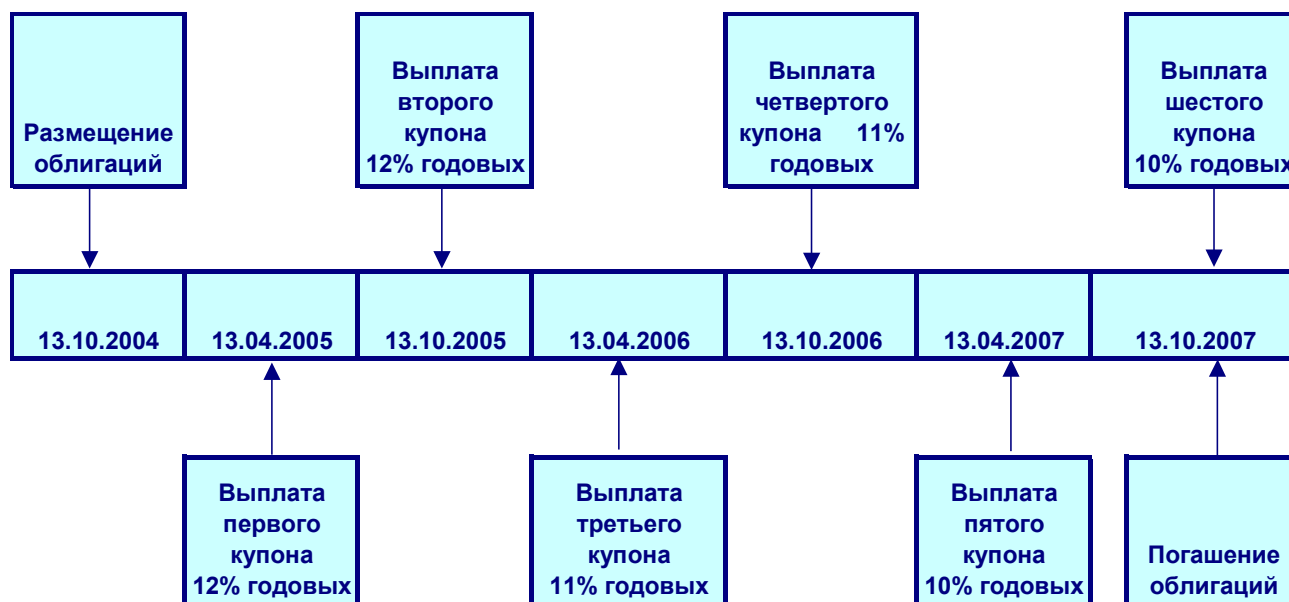 Размещение
облигаций
Выплата
второго
купона
12% годовых
Выплата
четвертого
купона 11%
годовых
Выплата
шестого
купона
10% годовых
13.10.2004
13.04.2005
13.10.2005
13.04.2006
13.10.2006
13.04.2007
13.10.2007
Выплата
первого
купона
12% годовых
Выплата
третьего
купона
11% годовых
Выплата
пятого
купона
10% годовых
Погашение
облигаций